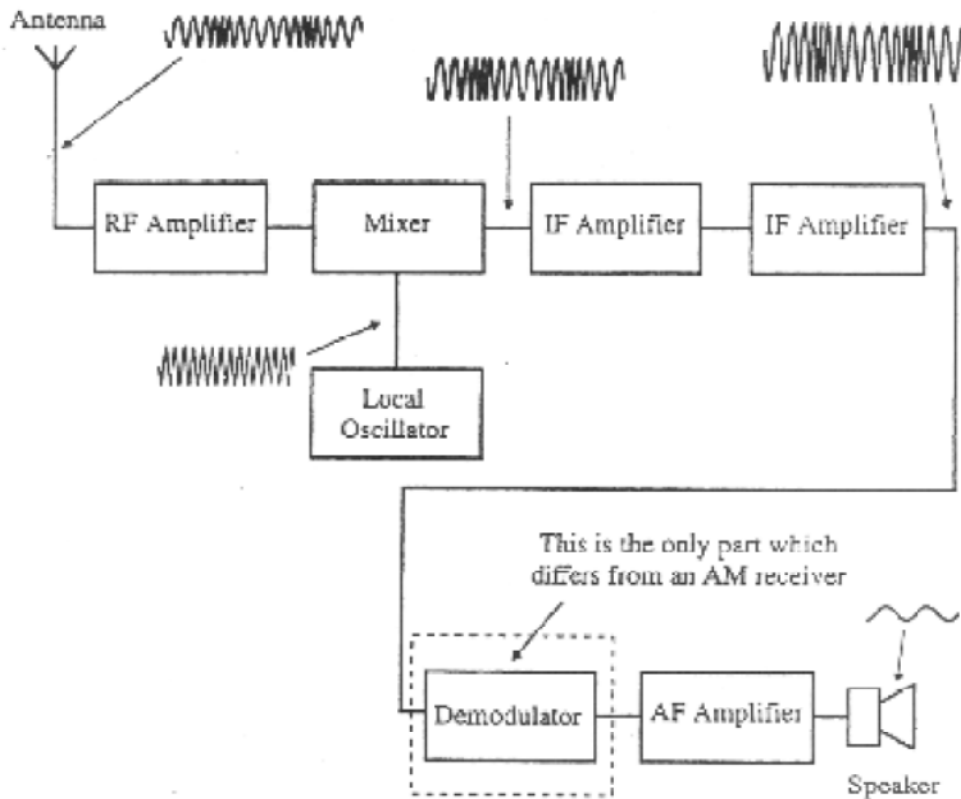 Antenna
RF Amplifier
Mixer
IF Amplifier
IF Amplifier
Local
Oscillator
This is the only part which
differs from an AM receiver
Demodulator
AF Amplifier
Speaker